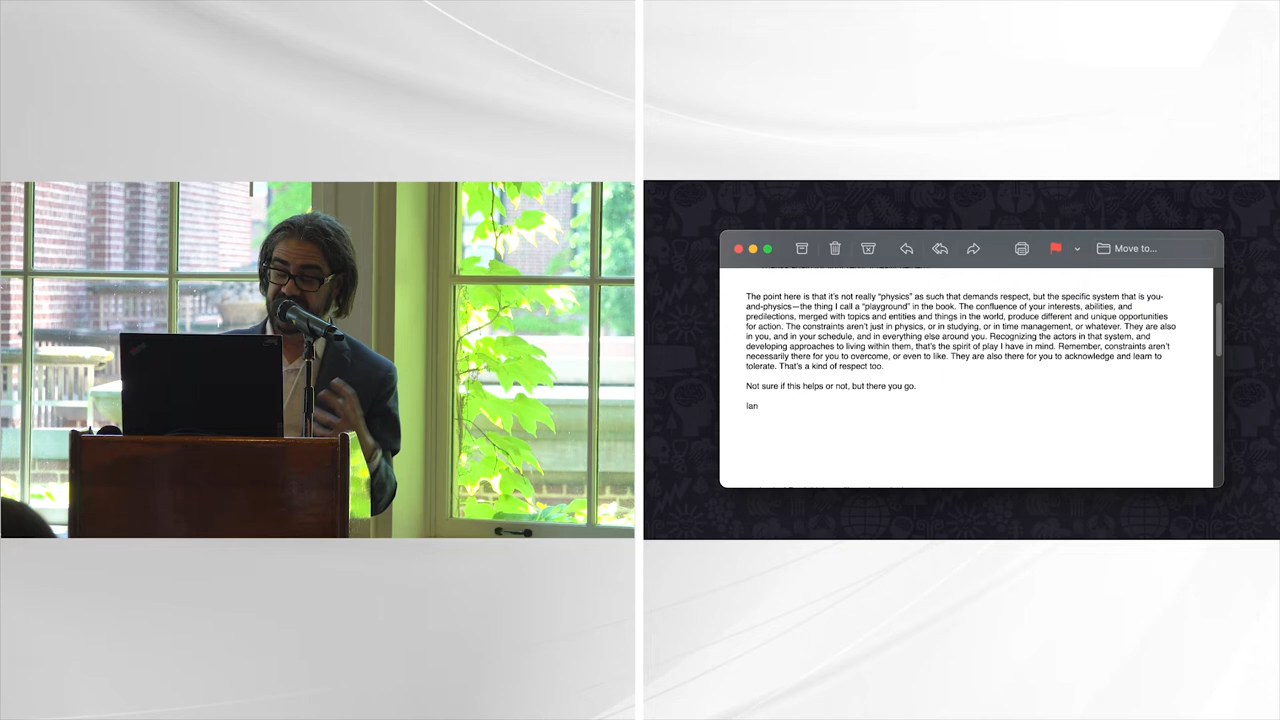 Move to...
The point here is that it's not really “physics” as such that demands respect, but the specific system that is you-
and-physics—the thing I call a “playground” in the book. The confluence of your interests, abilities, and
predilections, merged with topics and entities and things in the world, produce different and unique opportunities
for action. The constraints aren't just in physics, or in studying, or in time management, or whatever. They are also
in you, and in your schedule, and in everything else around you. Recognizing the actors in that system, and
developing approaches to living within them, that's the spirit of play I have in mind. Remember, constraints aren't
necessarily there for you to overcome, or even to like. They are also there for you to acknowledge and learn to
tolerate. That's a kind of respect too.
Not sure if this helps or not, but there you go.
Ian